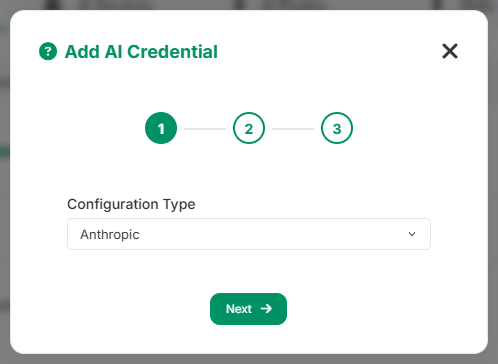 ? Add AI Credential
1
2
3
Configuration Type
Anthropic
Next